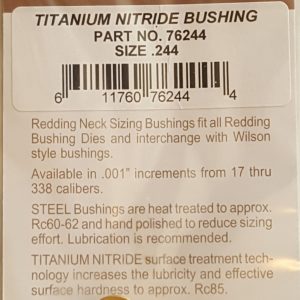 TITANIUM NITRIDE BUSHING
PART NO. 76244
SIZE .244
6 11760 76244 4
Redding Neck Sizing Bushings fit all Redding
Bushing Dies and interchange with Wilson
style bushings.
Available in .001" increments from 17 thru
338 calibers.
STEEL Bushings are heat treated to approx.
Rc60-62 and hand polished to reduce sizing
effort. Lubrication is recommended.
TITANIUM NITRIDE surface treatment tech-
nology increases the lubricity and effective
surface hardness to approx. Rc85.